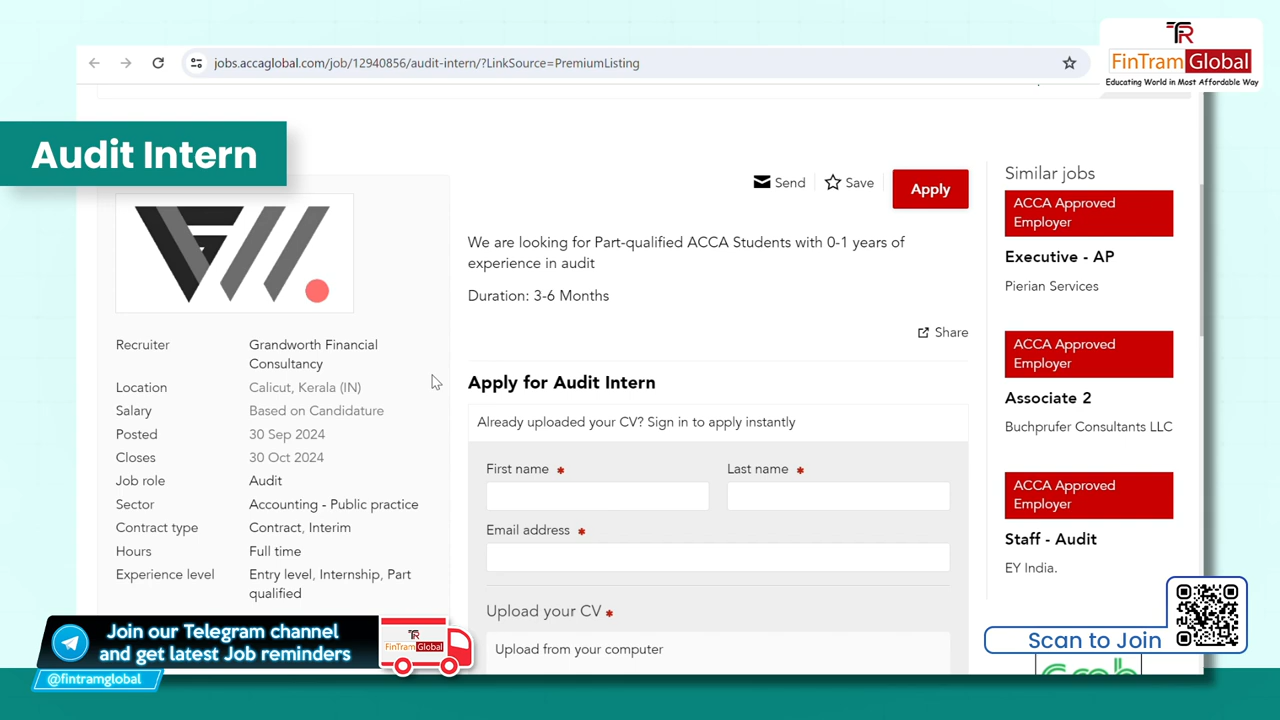 FinTram Global
Educating World in Most Affordable Way
jobs.accaglobal.com/job/12940856/audit-intern/?LinkSource=PremiumListing
Audit Intern
Send
Save
Apply
We are looking for Part-qualified ACCA Students with 0-1 years of
experience in audit
Duration: 3-6 Months
Share
Recruiter Grandworth Financial
Consultancy
Location Calicut, Kerala (IN)
Salary Based on Candidature
Posted 30 Sep 2024
Closes 30 Oct 2024
Job role Audit
Sector Accounting - Public practice
Contract type Contract, Interim
Hours Full time
Experience level Entry level, Internship, Part
qualified
Apply for Audit Intern
Already uploaded your CV? Sign in to apply instantly
First name * Last name *
Email address *
Upload your CV *
Upload from your computer
Similar jobs
ACCA Approved
Employer
Executive - AP
Pierian Services
ACCA Approved
Employer
Associate 2
Buchprufer Consultants LLC
ACCA Approved
Employer
Staff - Audit
EY India.
Join our Telegram channel
and get latest Job reminders
@fintramglobal
FinTram Global
Scan to Join